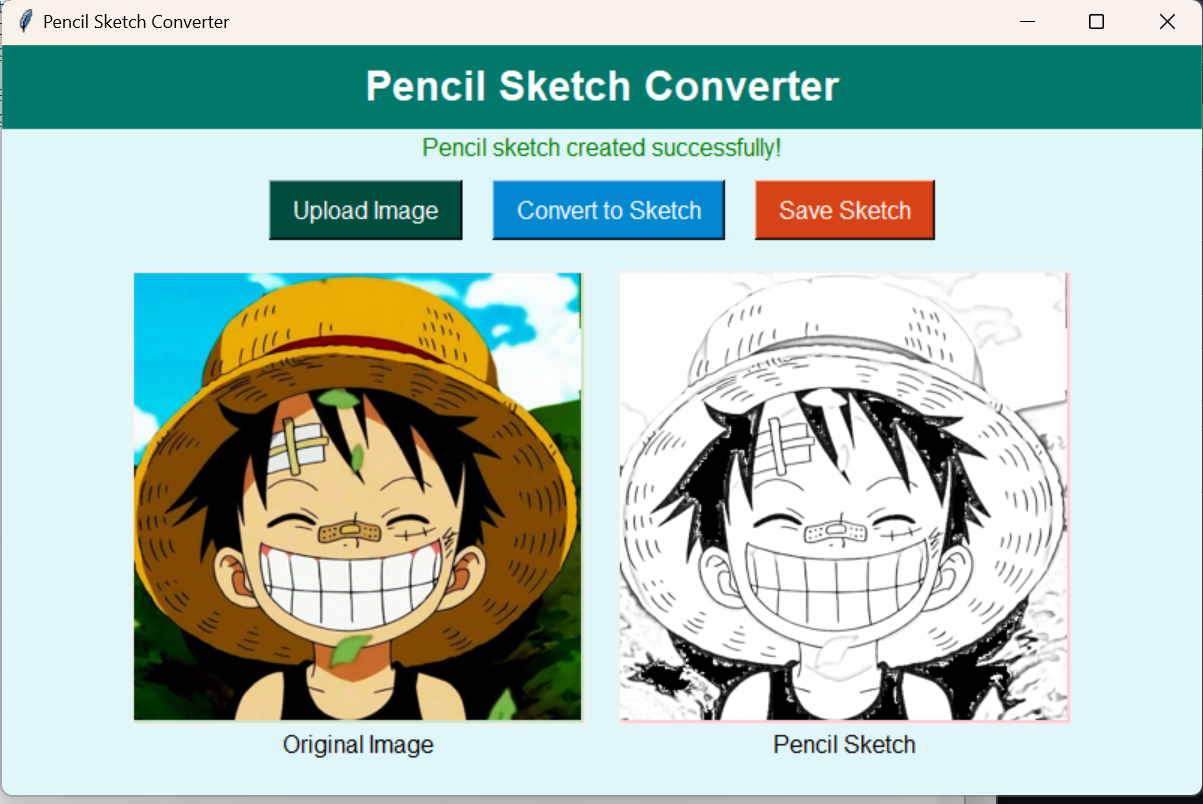 Pencil Sketch Converter
Pencil Sketch Converter
Pencil sketch created successfully!
Upload Image
Convert to Sketch
Save Sketch
Original Image
Pencil Sketch